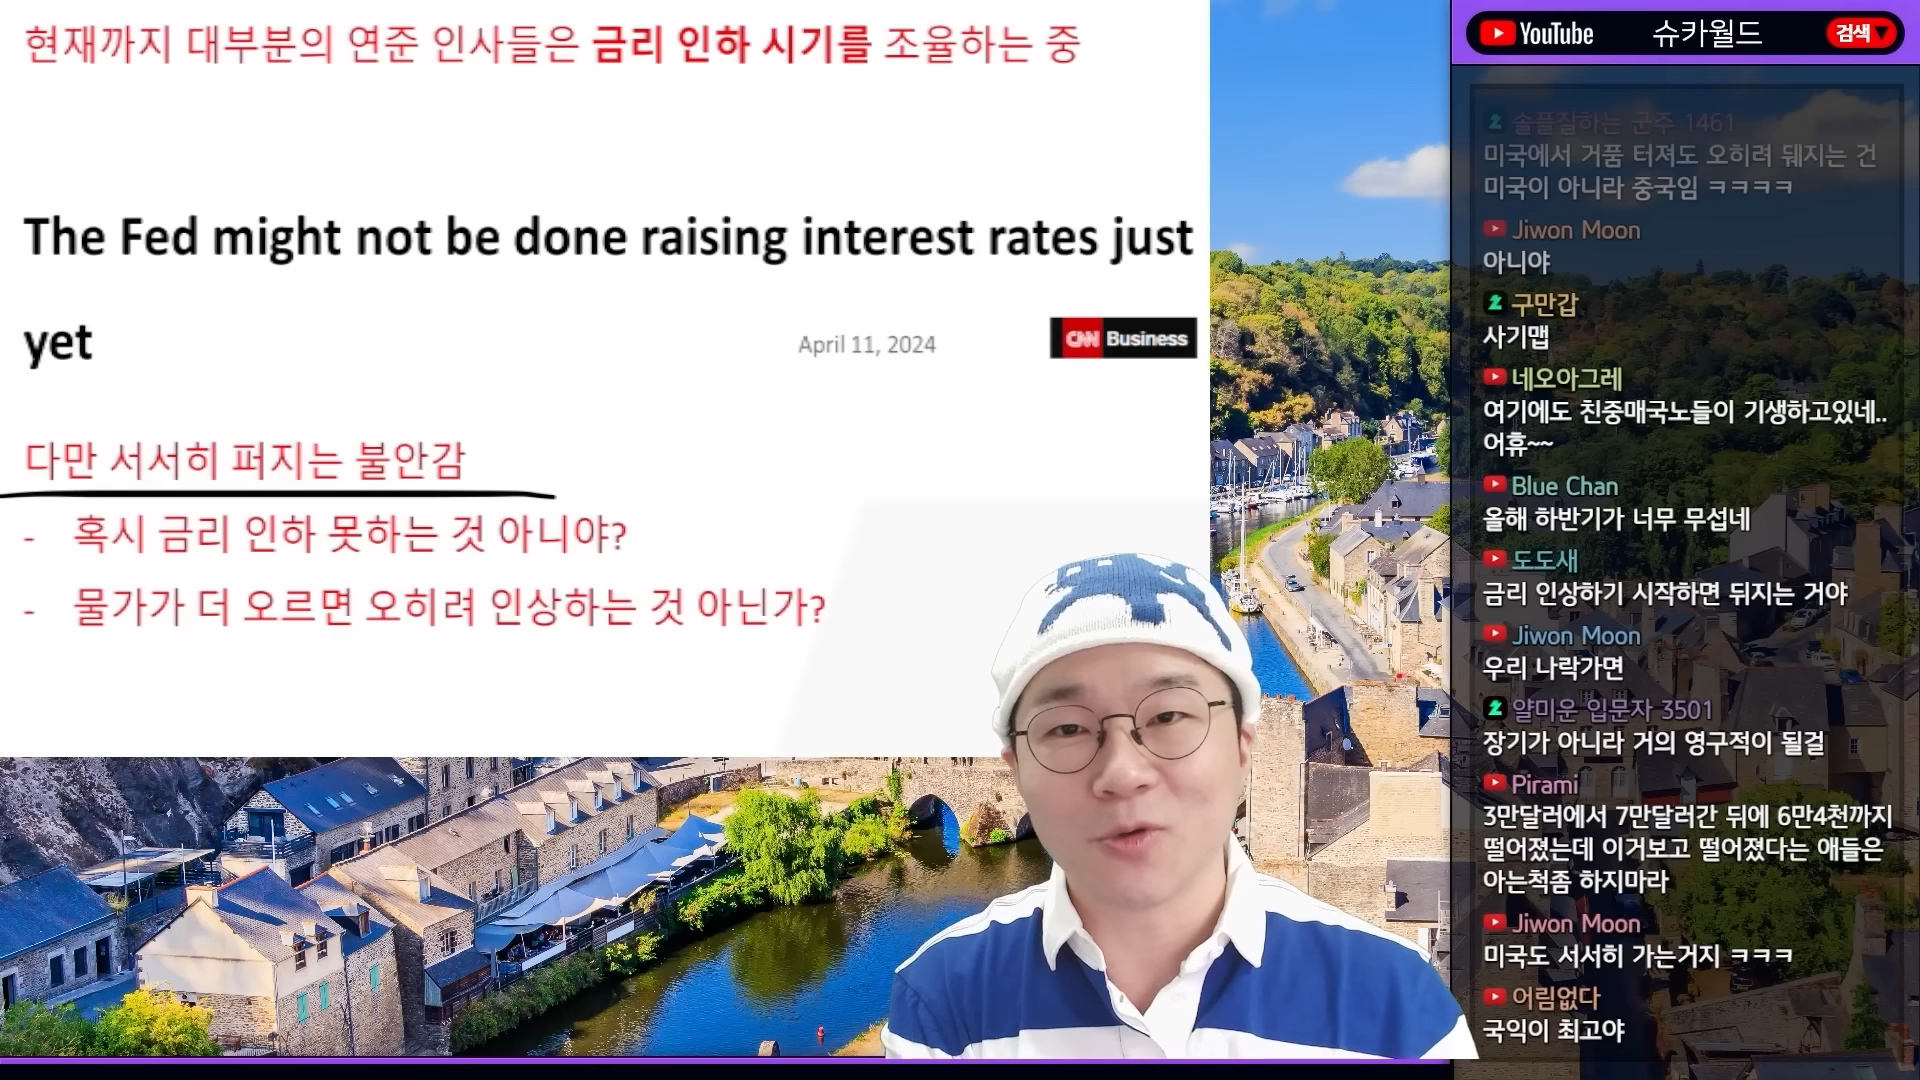 현재까지 대부분의 연준 인사들은 금리 인하 시기를 조율하는 중
The Fed might not be done raising interest rates just
yet
April 11, 2024
CNN Business
다만 서서히 퍼지는 불안감
- 혹시 금리 인하 못하는 것 아니야?
- 물가가 더 오르면 오히려 인상하는 것 아닌가?
YouTube 슈카월드 검색
솔플질하는 군주 1461
미국에서 거품 터져도 오히려 뒈지는 건
미국이 아니라 중국임 ㅋㅋㅋㅋ
Jiwon Moon
아니야
구만갑
사기맵
네오아그레
여기에도 친중매국노들이 기생하고있네..
어휴~~
Blue Chan
올해 하반기가 너무 무섭네
도도새
금리 인상하기 시작하면 뒤지는 거야
Jiwon Moon
우리 나락가면
얄미운 입문자 3501
장기가 아니라 거의 영구적이 될걸
Pirami
3만달러에서 7만달러간 뒤에 6만4천까지
떨어졌는데 이거보고 떨어졌다는 애들은
아는척좀 하지마라
Jiwon Moon
미국도 서서히 가는거지 ㅋㅋㅋ
어림없다
국익이 최고야